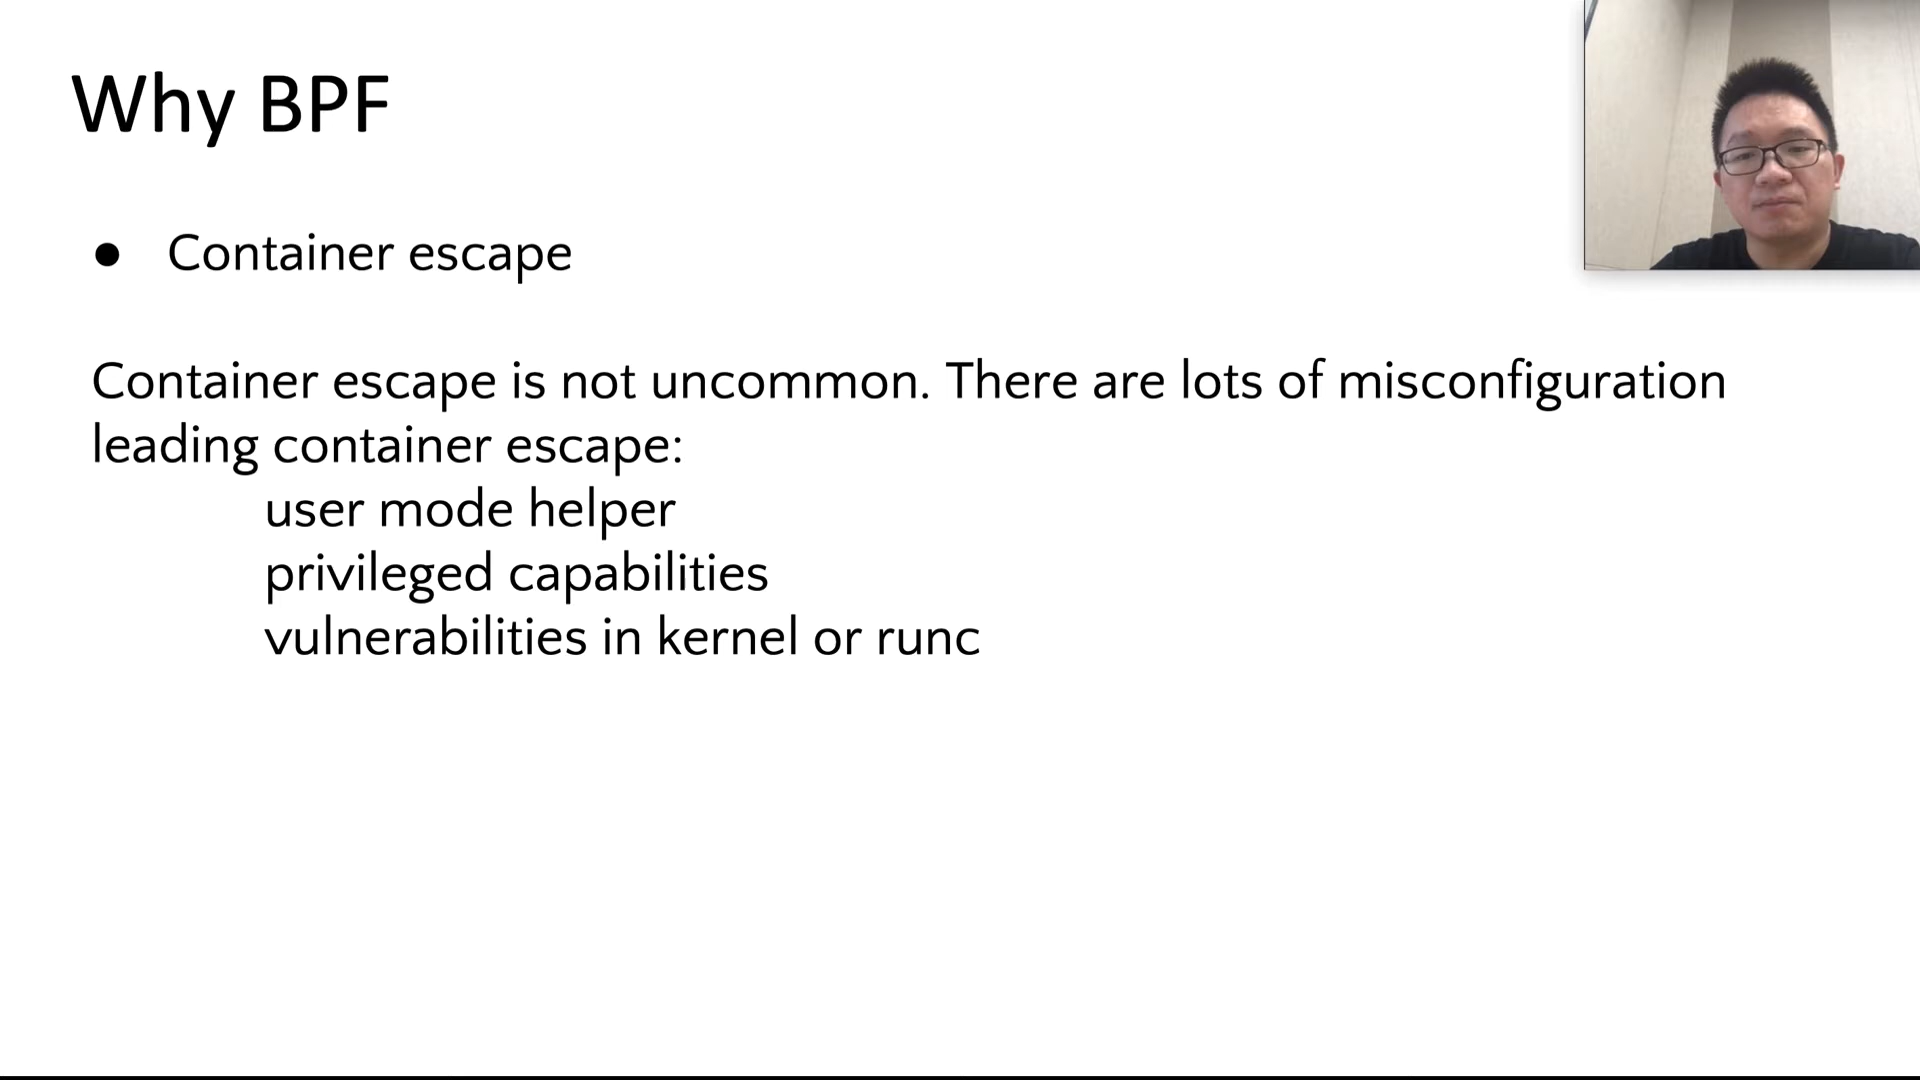 Why BPF
● Container escape
Container escape is not uncommon. There are lots of misconfiguration
leading container escape:
user mode helper
privileged capabilities
vulnerabilities in kernel or runc